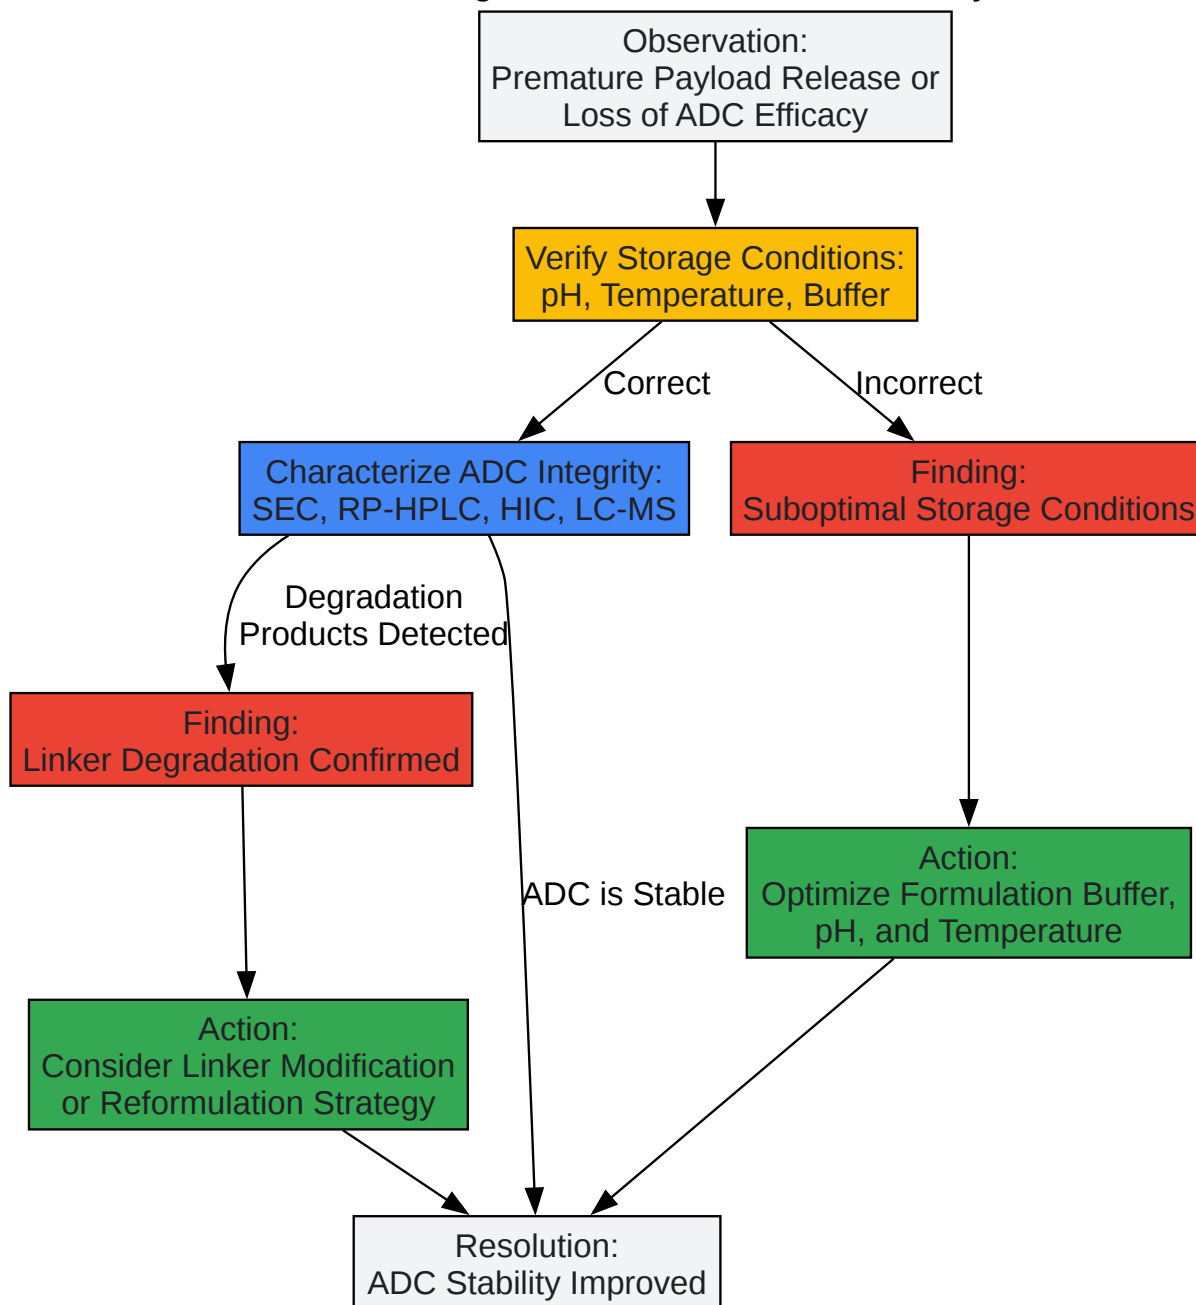 Observation:
Premature Payload Release or
Loss of ADC Efficacy
Verify Storage Conditions:
pH, Temperature, Buffer
Correct
Incorrect
Characterize ADC Integrity:
SEC, RP-HPLC, HIC, LC-MS
Finding:
Suboptimal Storage Conditions
Degradation
Products Detected
Finding:
Linker Degradation Confirmed
ADC is Stable
Action:
Optimize Formulation Buffer,
pH, and Temperature
Action:
Consider Linker Modification
or Reformulation Strategy
Resolution:
ADC Stability Improved